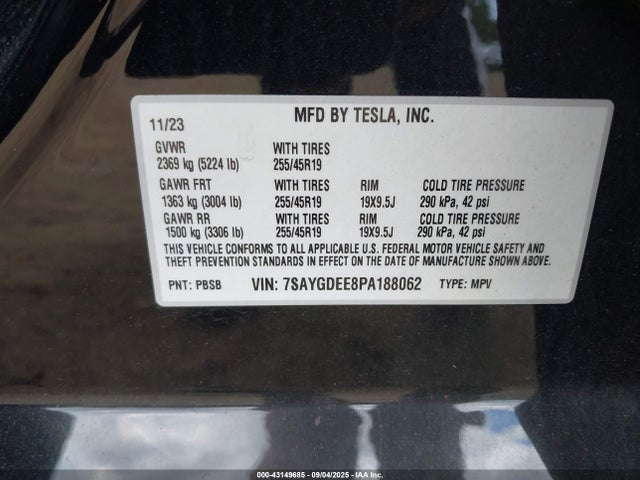 MFD BY TESLA, INC.
11/23
GVWR WITH TIRES
2369 kg (5224 lb) 255/45R19
GAWR FRT WITH TIRES RIM COLD TIRE PRESSURE
1363 kg (3004 lb) 255/45R19 19X9.5J 290 kPa, 42 psi
GAWR RR WITH TIRES RIM COLD TIRE PRESSURE
1500 kg (3306 lb) 255/45R19 19X9.5J 290 kPa, 42 psi
THIS VEHICLE CONFORMS TO ALL APPLICABLE U.S. FEDERAL MOTOR VEHICLE SAFETY AND
THEFT PREVENTION STANDARDS IN EFFECT ON THE DATE OF MANUFACTURE SHOWN ABOVE.
PNT: PBSB VIN: 7SAYGDEE8PA188062 TYPE: MPV
000-43149685 - 09/04/2025 - IAAI.COM